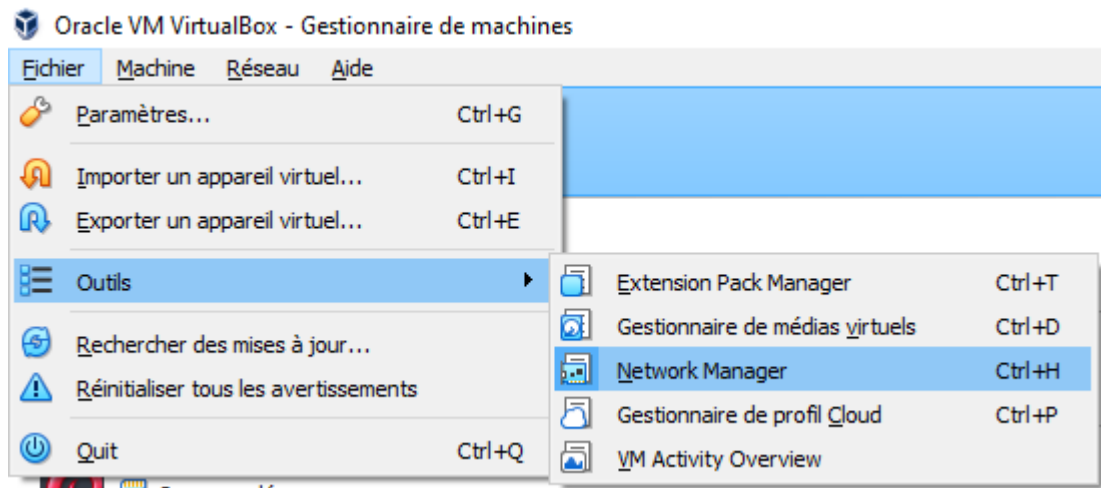 Oracle VM VirtualBox - Gestionnaire de machines
Fichier Machine Réseau Aide
Paramètres... Ctrl+G
Importer un appareil virtuel... Ctrl+I
Exporter un appareil virtuel... Ctrl+E
Outils
Extension Pack Manager Ctrl+T
Gestionnaire de médias virtuels Ctrl+D
Network Manager Ctrl+H
Gestionnaire de profil Cloud Ctrl+P
VM Activity Overview
Rechercher des mises à jour...
Réinitialiser tous les avertissements
Quit Ctrl+Q